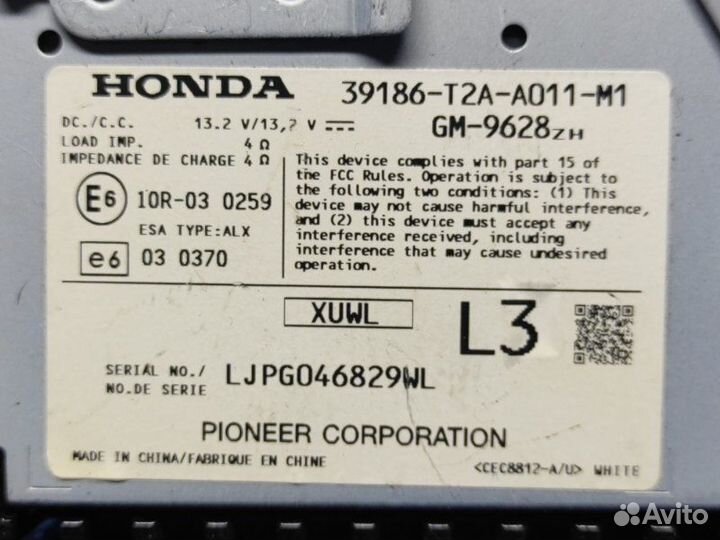 HONDA 39186-T2A-A011-M1
DC./C.C. 13.2 V/13,2 V
GM-9628ZH
LOAD IMP. 4Ω
IMPEDANCE DE CHARGE 4Ω
E6 10R-03 0259
ESA TYPE:ALX
e6 03 0370
This device complies with part 15 of
the FCC Rules. Operation is subject to
the following two conditions: (1) This
device may not cause harmful interference,
and (2) this device must accept any
interference received, including
interference that may cause undesired
operation.
XUWL
L3
SERIAL NO./
NO.DE SERIE
LJPG046829WL
PIONEER CORPORATION
MADE IN CHINA/FABRIQUE EN CHINE
<CEC8812-A/U> WHITE
Avito